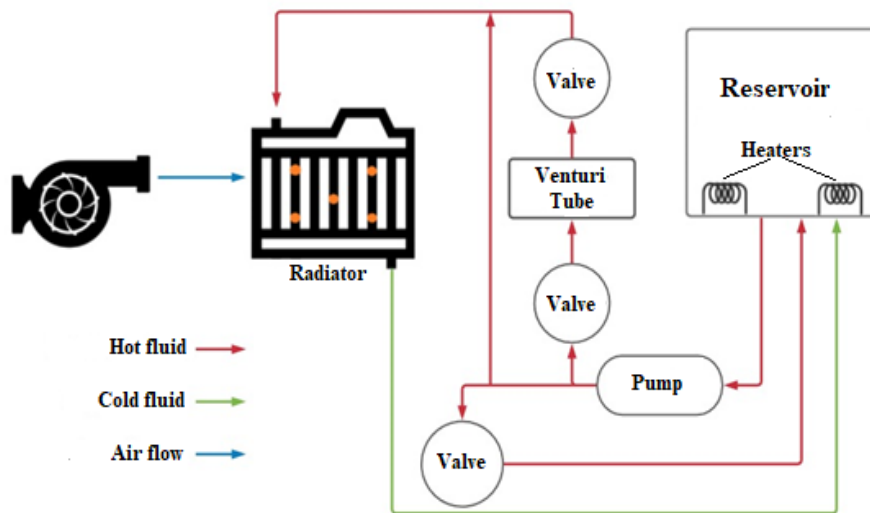 Valve
Reservoir
Heaters
Venturi
Tube
Radiator
Valve
Hot fluid
Pump
Cold fluid
Air flow
Valve